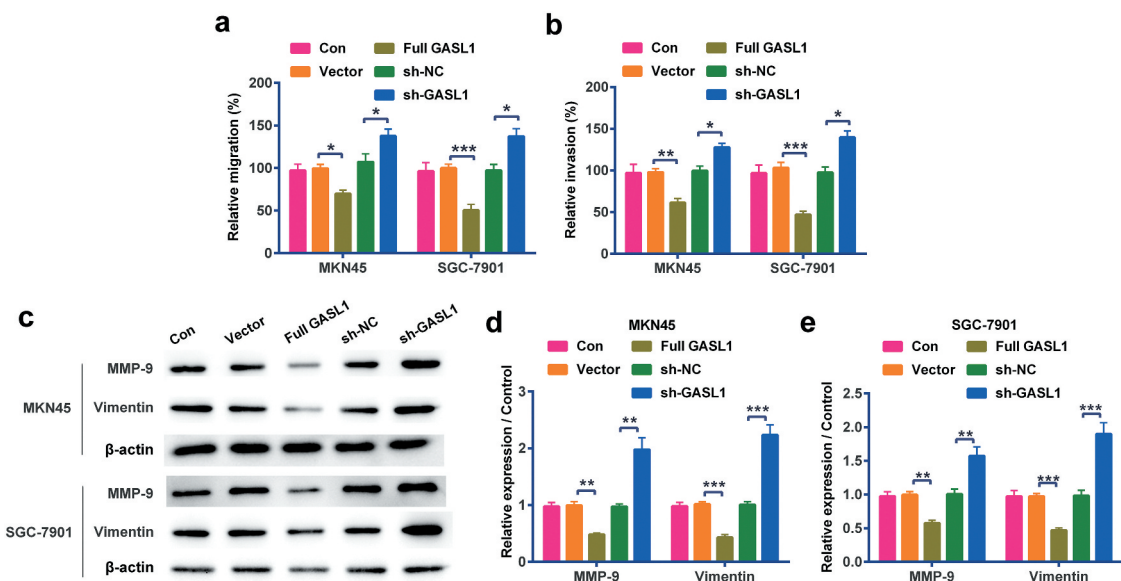 a
Con
Full GASL1
Vector
sh-NC
sh-GASL1
Relative migration (%)
200
150
100
50
0
*
*
***
*
MKN45
SGC-7901
b
Con
Full GASL1
Vector
sh-NC
sh-GASL1
Relative invasion (%)
200
150
100
50
0
**
*
***
*
MKN45
SGC-7901
c
Con
Vector
Full GASL1
sh-NC
sh-GASL1
MKN45
MMP-9
Vimentin
β-actin
SGC-7901
MMP-9
Vimentin
β-actin
d
MKN45
Con
Full GASL1
Vector
sh-NC
sh-GASL1
Relative expression / Control
3
2
1
0
**
**
***
***
MMP-9
Vimentin
e
SGC-7901
Con
Full GASL1
Vector
sh-NC
sh-GASL1
Relative expression / Control
2.5
2.0
1.5
1.0
0.5
0.0
**
**
***
***
MMP-9
Vimentin